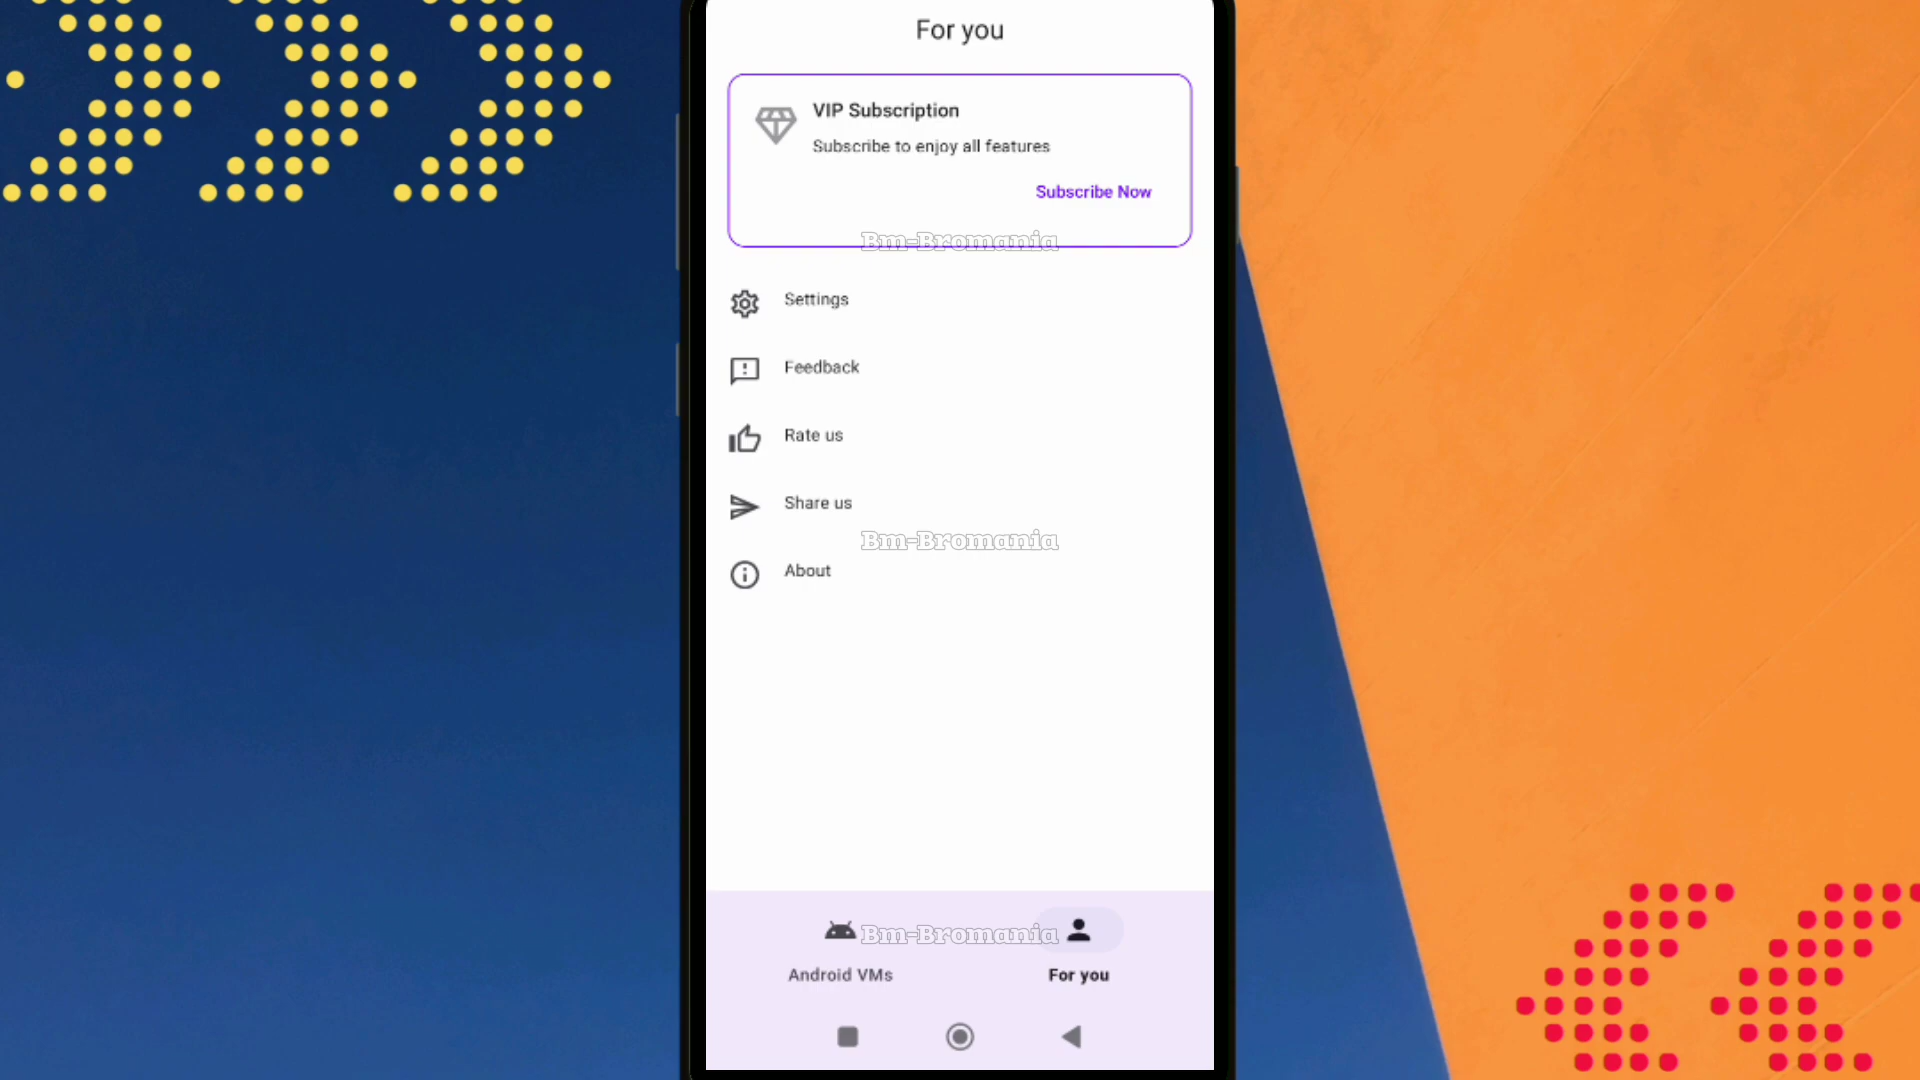 For you
VIP Subscription
Subscribe to enjoy all features
Subscribe Now
Bm-Bromania
Settings
Feedback
Rate us
Share us
Bm-Bromania
About
Bm-Bromania
Android VMs
For you